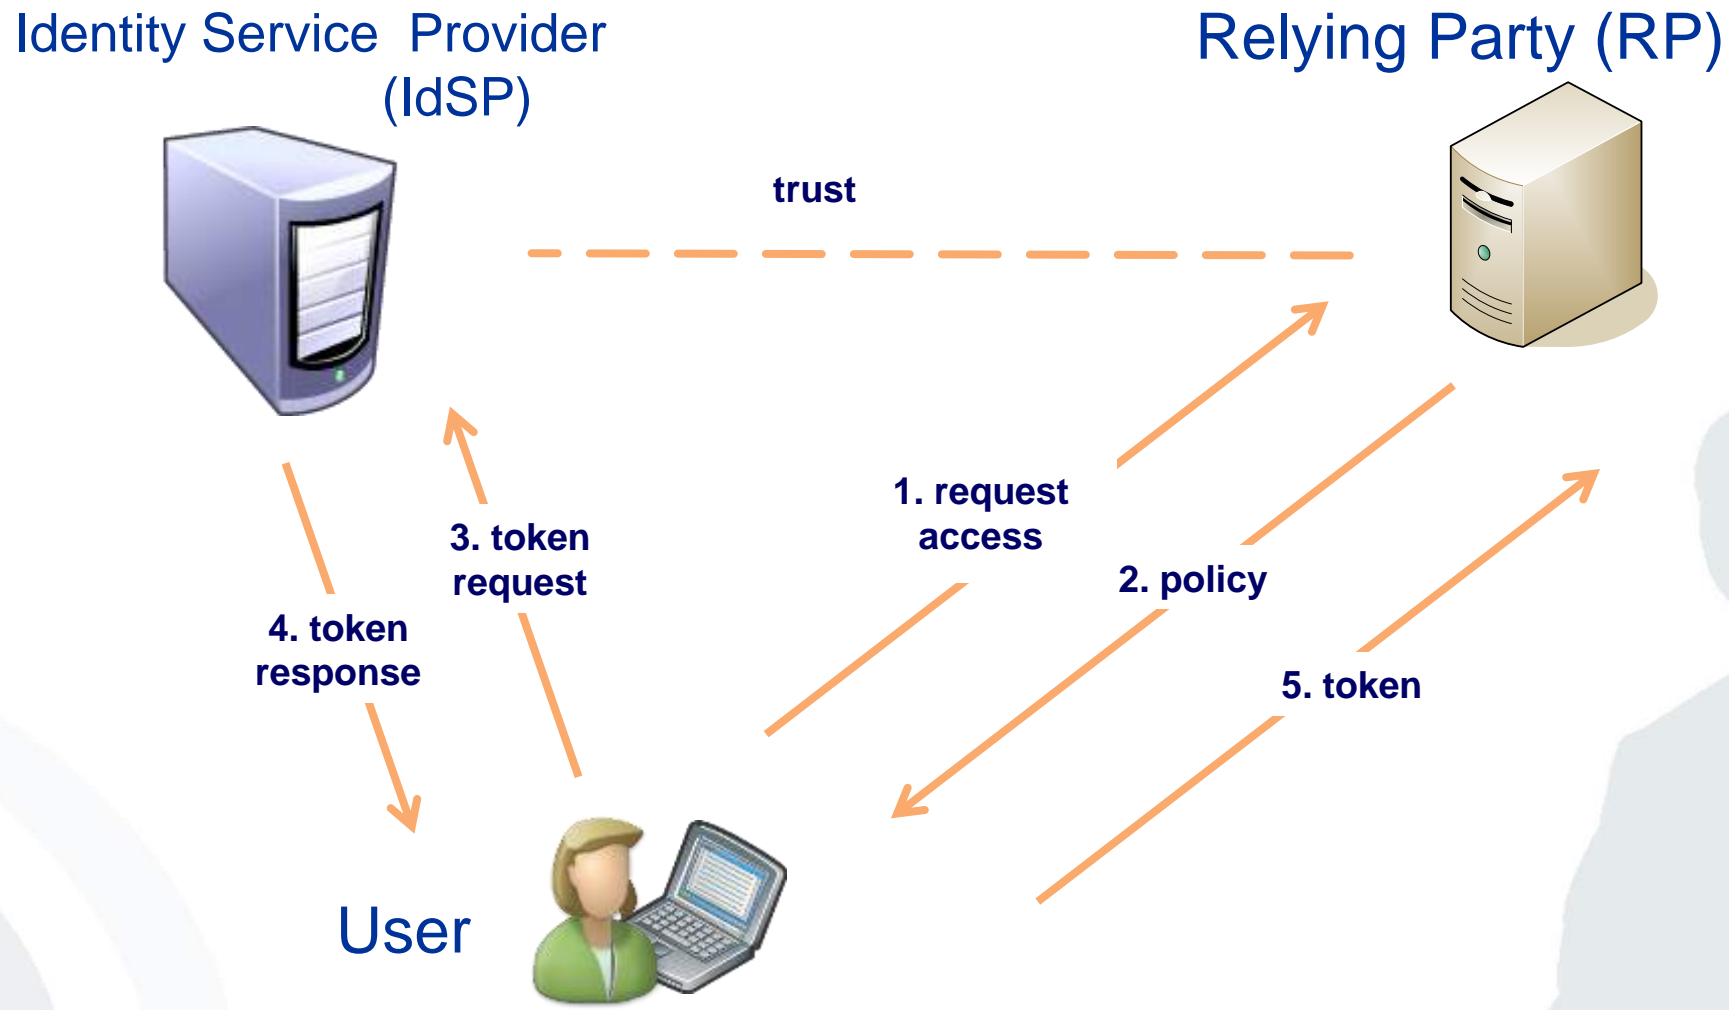 Identity Service  Provider
(IdSP)
Relying Party (RP)
trust
1. request
access
3. token
request
2. policy
4. token
response
5. token
User